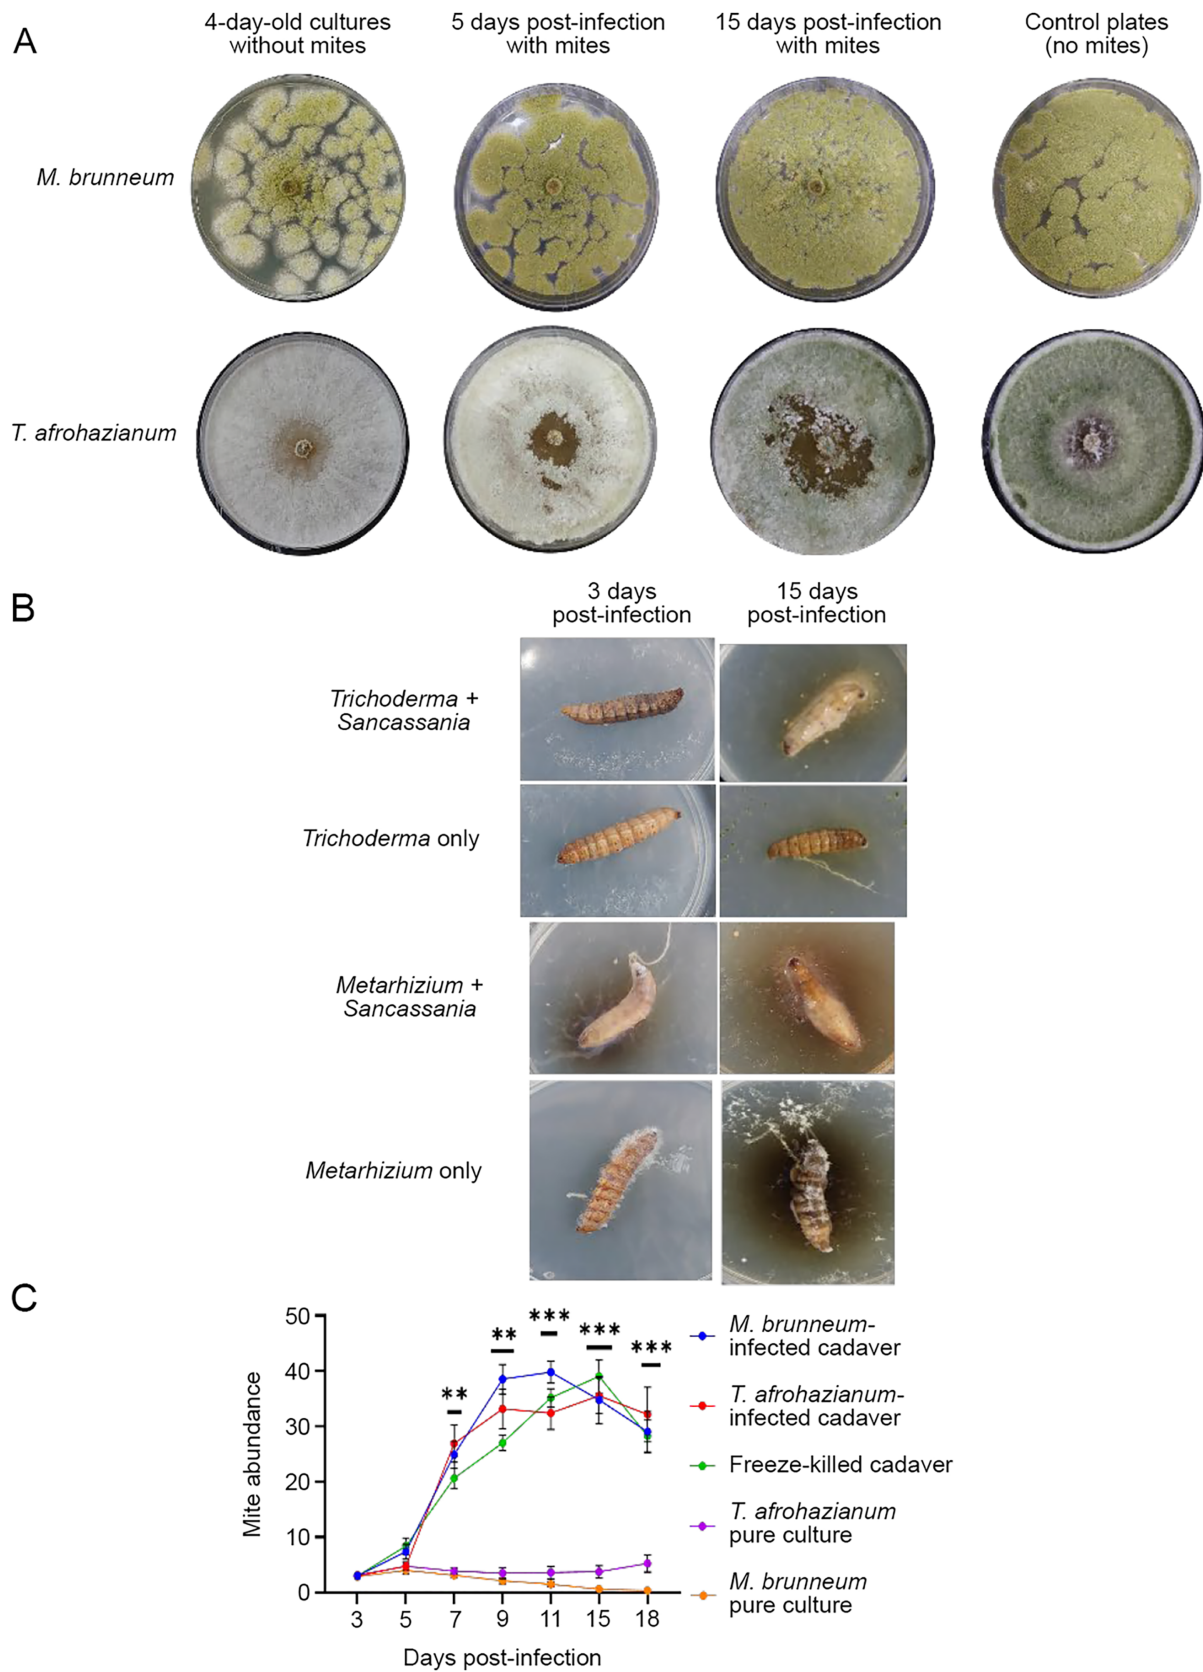 A
4-day-old cultures
without mites
5 days post-infection
with mites
15 days post-infection
with mites
Control plates
(no mites)
M. brunneum
T. afrohazianum
B
3 days
post-infection
15 days
post-infection
Trichoderma +
Sancassania
Trichoderma only
Metarhizium +
Sancassania
Metarhizium only
C
Mite abundance
50
40
30
20
10
0
**
**
***
***
***
3 5 7 9 11 15 18
Days post-infection
M. brunneum-
infected cadaver
T. afrohazianum-
infected cadaver
Freeze-killed cadaver
T. afrohazianum
pure culture
M. brunneum
pure culture